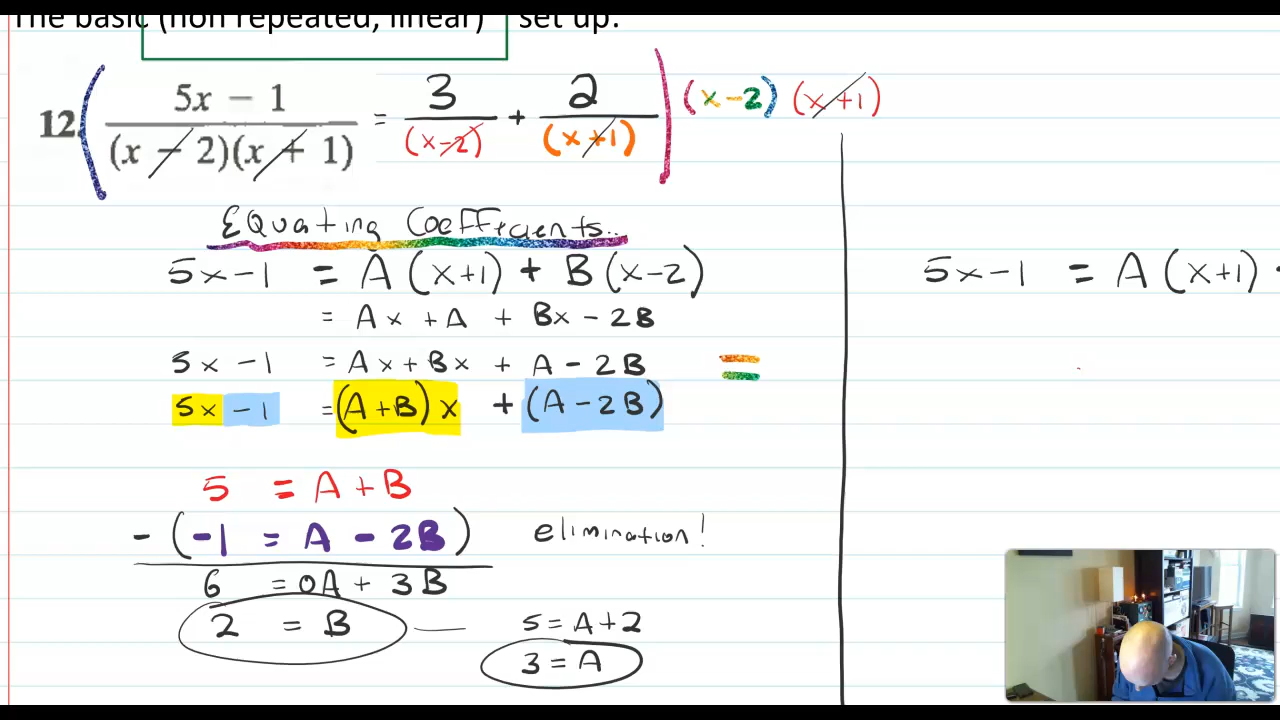 The basic (non repeated, linear) set up:
12. ( 5x − 1 / (x − 2)(x + 1) = 3 / (x−2) + 2 / (x+1) ) (x−2) (x+1)
Equating Coefficients..
5x−1 = A(x+1) + B(x−2)
= Ax + A + Bx − 2B
5x −1 = Ax + Bx + A − 2B
5x −1 = (A+B)x + (A − 2B)
5 = A + B
− (−1 = A − 2B) elimination!
6 = 0A + 3B
2 = B — 5 = A + 2
3 = A
=
5x−1 = A(x+1)